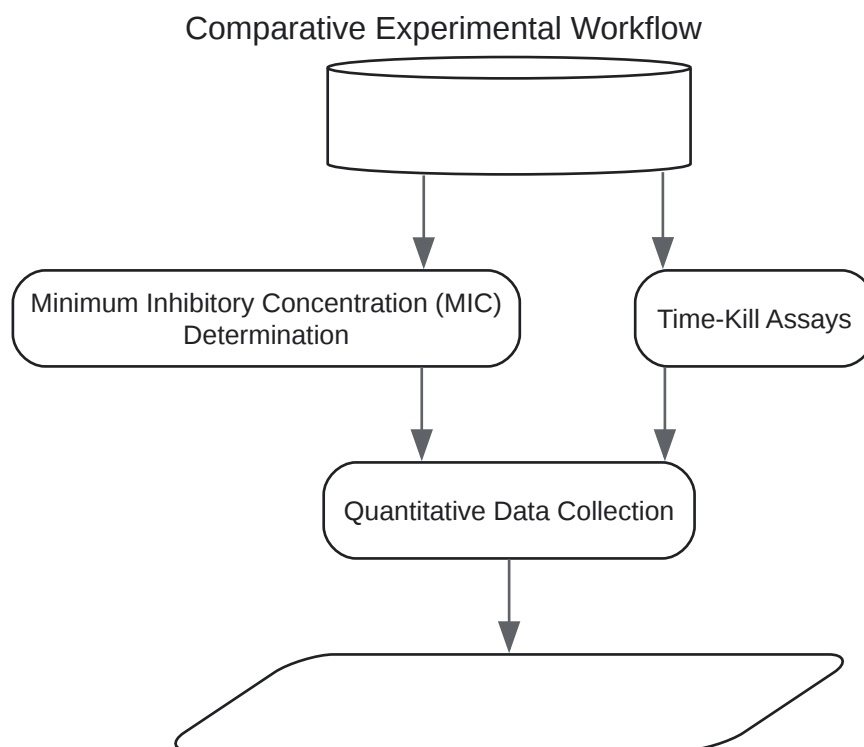 Comparative Experimental Workflow
Minimum Inhibitory Concentration (MIC)
Determination
Time-Kill Assays
Quantitative Data Collection